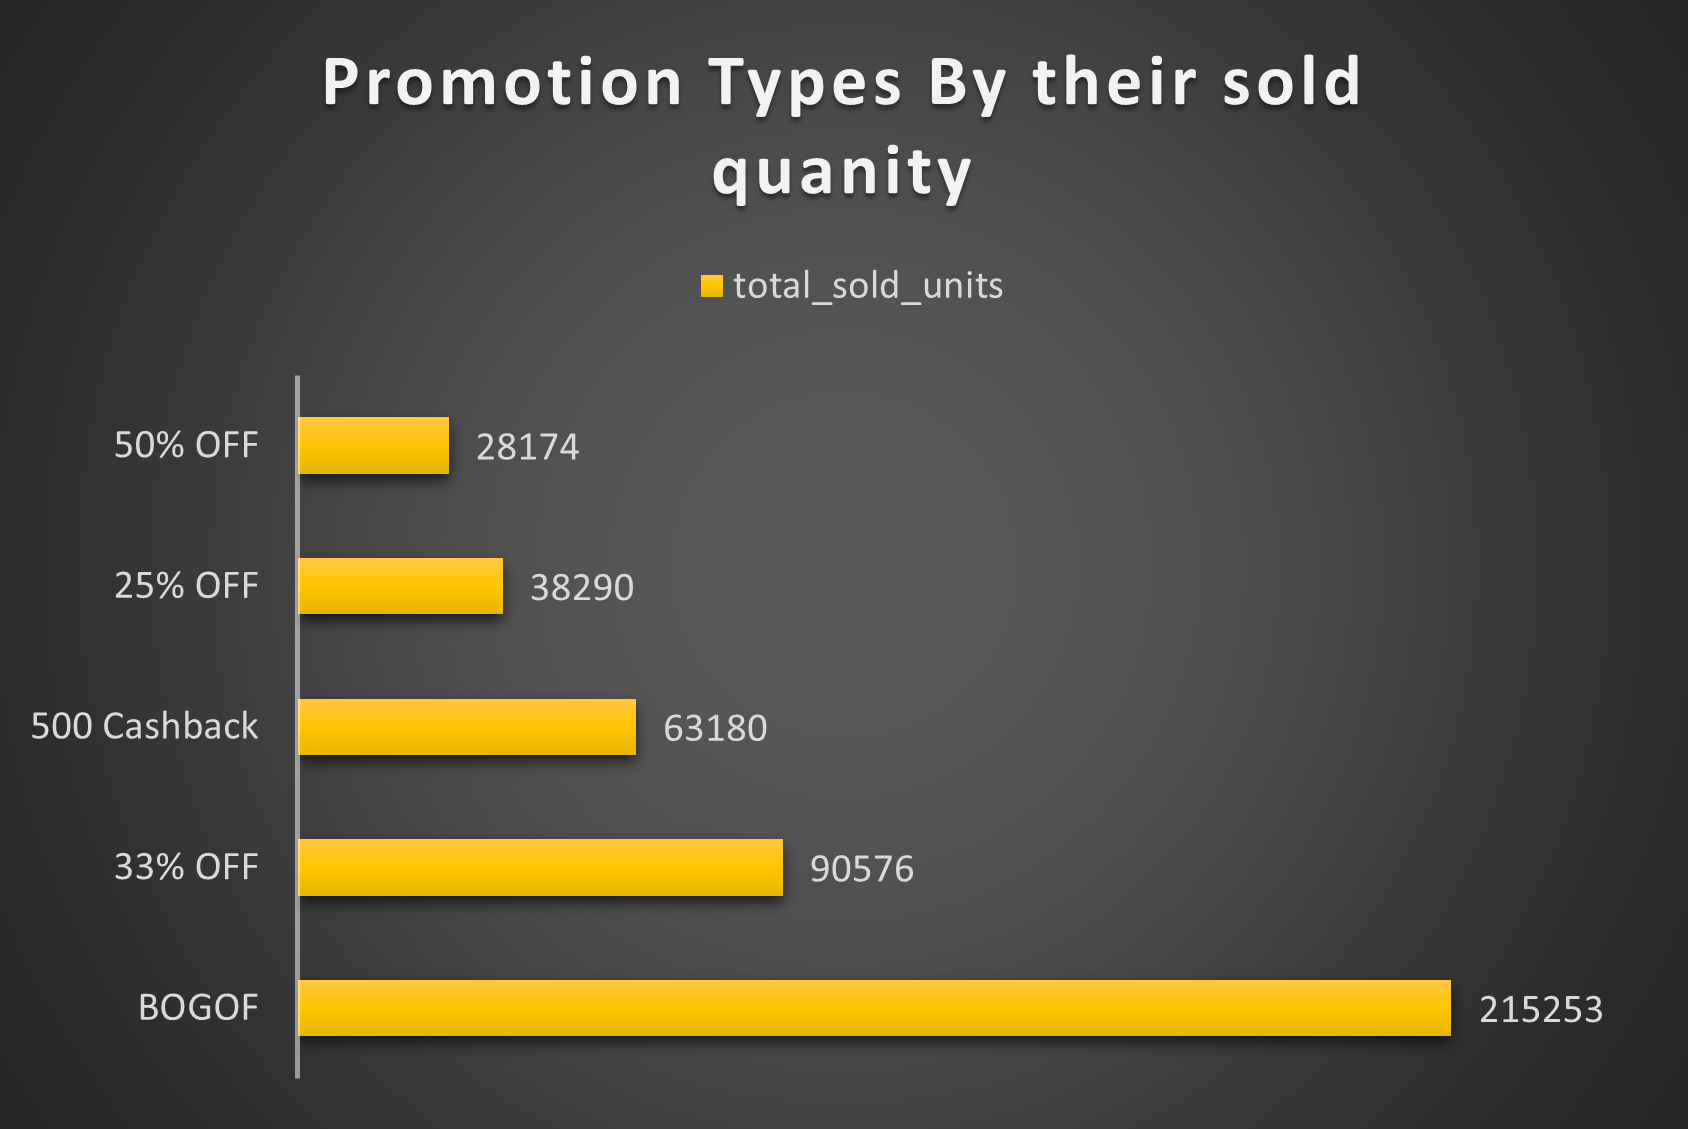 Promotion Types By their sold
quanity
total_sold_units
50% OFF 28174
25% OFF 38290
500 Cashback 63180
33% OFF 90576
BOGOF 215253